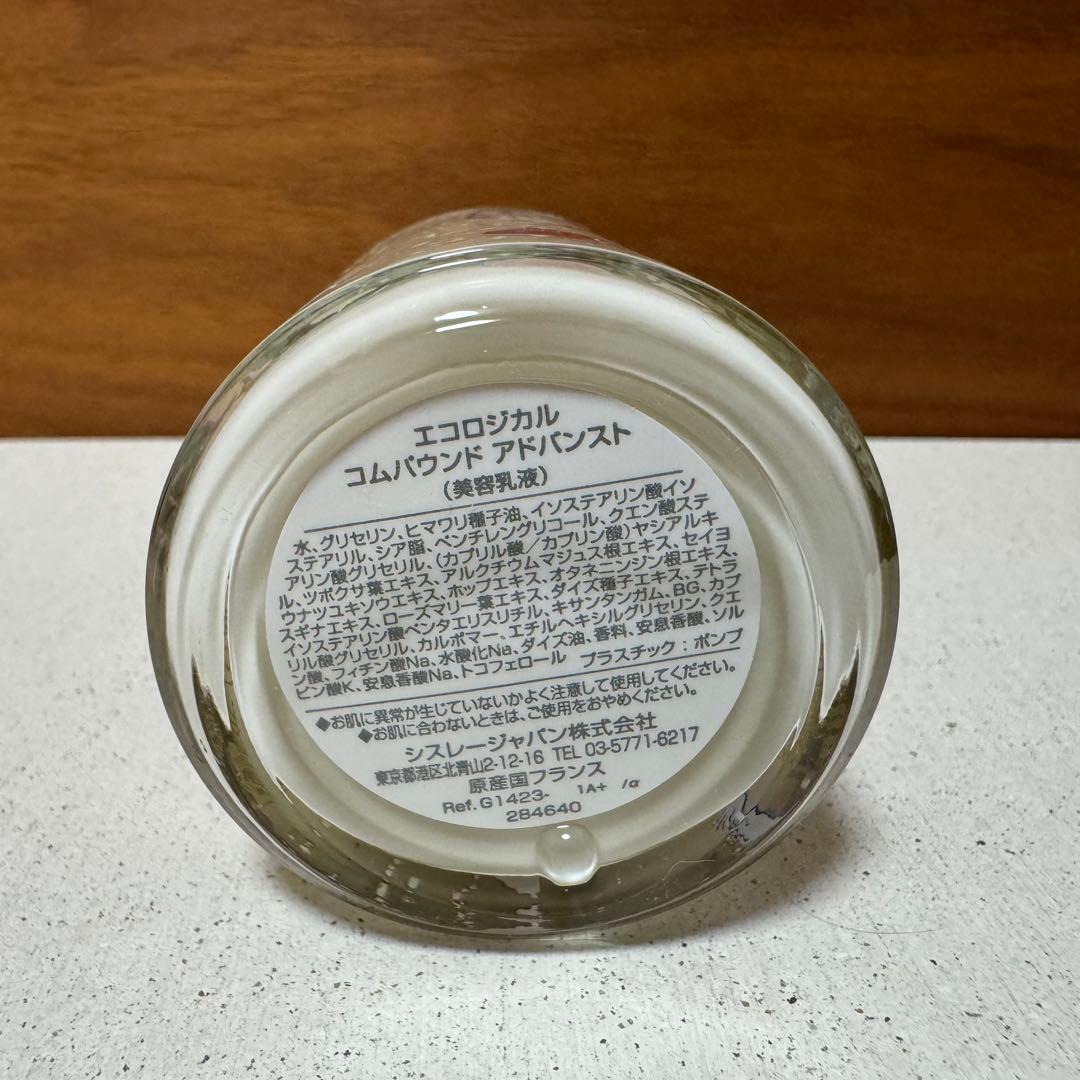 エコロジカル
コムパウンド アドバンスト
（美容乳液）
水、グリセリン、ヒマワリ種子油、イソステアリン酸イソ
ステアリル、シア脂、ペンチレングリコール、クエン酸ステ
アリン酸グリセリル、（カプリル酸／カプリン酸）ヤシアルキ
ル、ツボクサ葉エキス、アルクチウムマジュス根エキス、セイヨ
ウナツユキソウエキス、ホップエキス、オタネニンジン根エキス、
スギナエキス、ローズマリー葉エキス、ダイズ種子エキス、テトラ
イソステアリン酸ペンタエリスリチル、キサンタンガム、BG、カプ
リル酸グリセリル、カルボマー、エチルヘキシルグリセリン、クエ
ン酸、フィチン酸Na、水酸化Na、ダイズ油、香料、安息香酸、ソル
ビン酸K、安息香酸Na、トコフェロール プラスチック：ポンプ
◆お肌に異常が生じていないかよく注意して使用してください。
◆お肌に合わないときは、ご使用をおやめください。
シスレージャパン株式会社
東京都港区北青山2-12-16 TEL 03-5771-6217
原産国フランス
Ref. G1423- 1A+ /α
284640